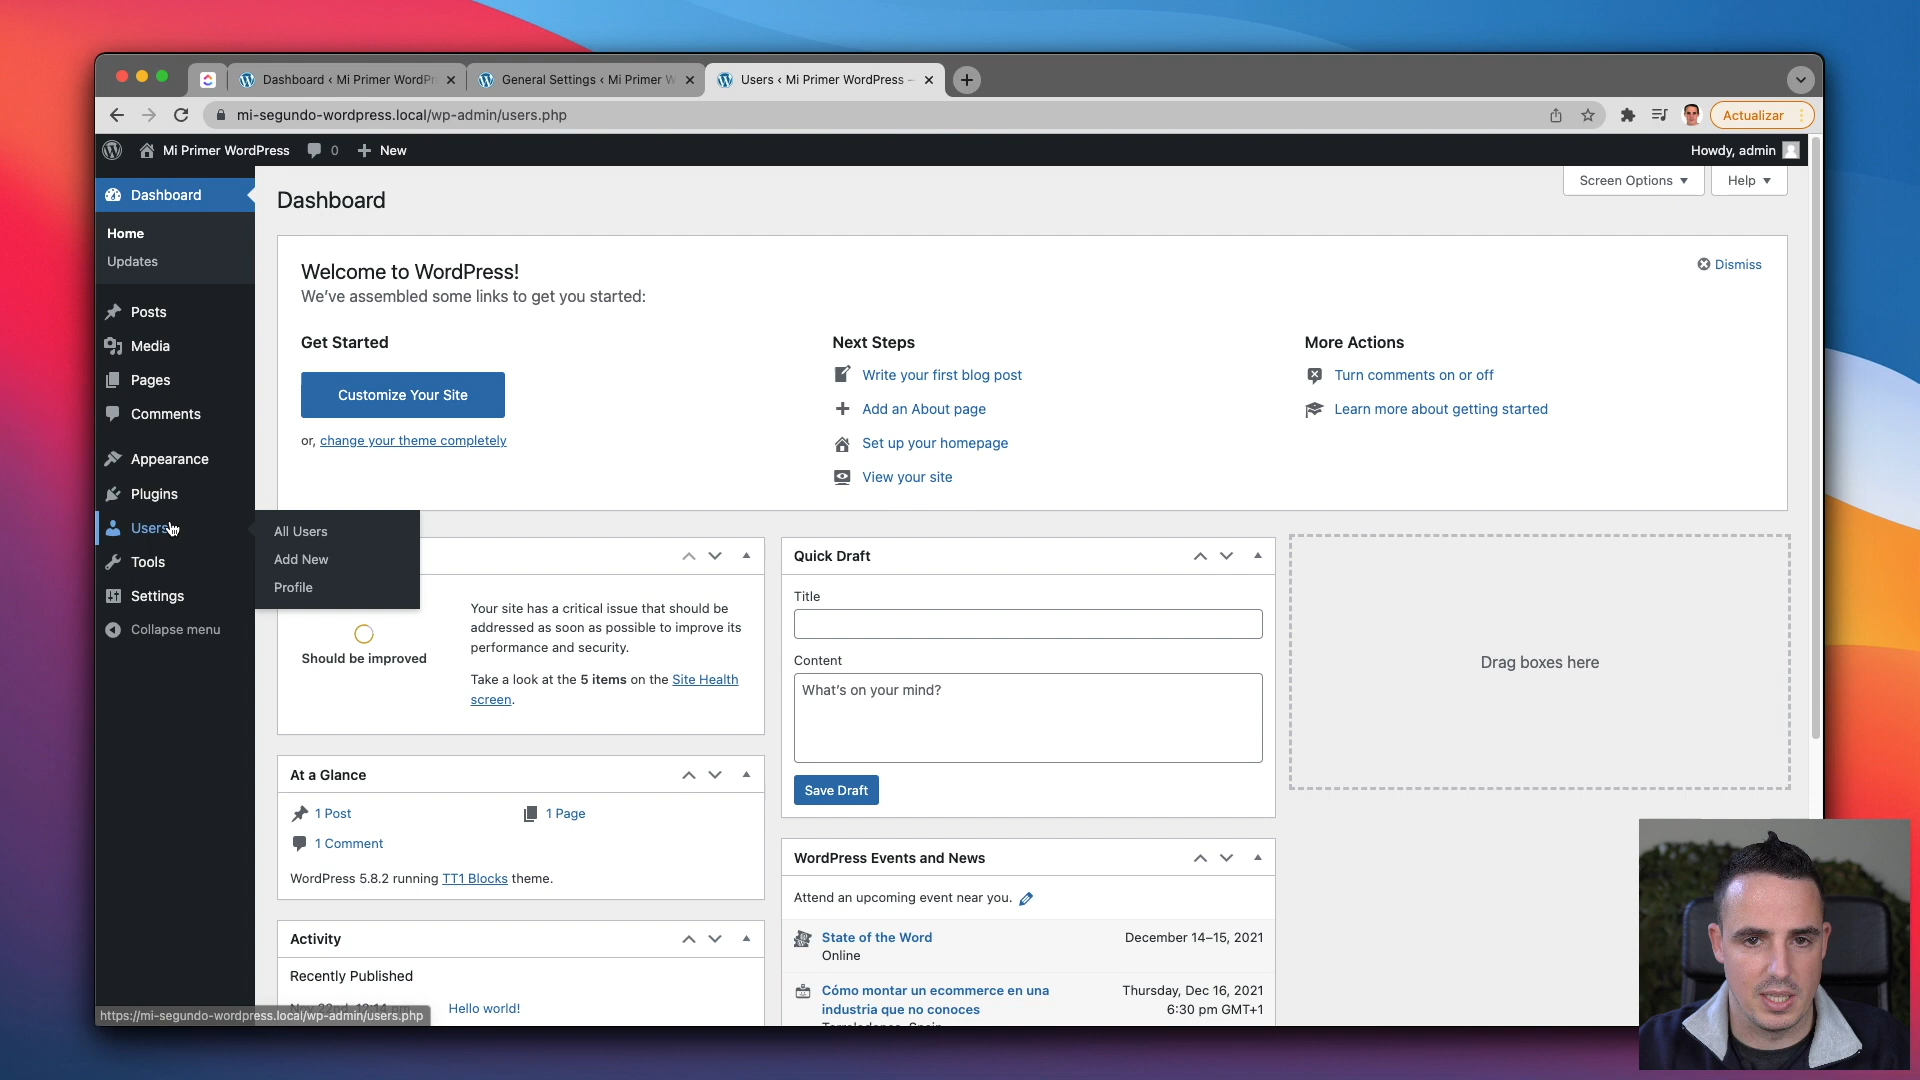 Dashboard ‹ Mi Primer WordPr
General Settings ‹ Mi Primer W
Users ‹ Mi Primer WordPress –
mi-segundo-wordpress.local/wp-admin/users.php
Actualizar
Mi Primer WordPress
0
New
Howdy, admin
Dashboard
Home
Updates
Posts
Media
Pages
Comments
Appearance
Plugins
Users
Tools
Settings
Collapse menu
All Users
Add New
Profile
Screen Options
Help
Dashboard
Welcome to WordPress!
We've assembled some links to get you started:
Dismiss
Get Started
Customize Your Site
or, change your theme completely
Next Steps
Write your first blog post
Add an About page
Set up your homepage
View your site
More Actions
Turn comments on or off
Learn more about getting started
Should be improved
Your site has a critical issue that should be
addressed as soon as possible to improve its
performance and security.
Take a look at the 5 items on the Site Health
screen.
At a Glance
1 Post
1 Page
1 Comment
WordPress 5.8.2 running TT1 Blocks theme.
Activity
Recently Published
Hello world!
Quick Draft
Title
Content
What's on your mind?
Save Draft
WordPress Events and News
Attend an upcoming event near you.
State of the Word
Online
December 14–15, 2021
Cómo montar un ecommerce en una
industria que no conoces
Thursday, Dec 16, 2021
6:30 pm GMT+1
Drag boxes here
https://mi-segundo-wordpress.local/wp-admin/users.php